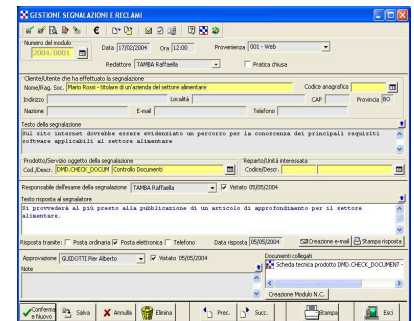 GESTIONE SEGNALAZIONI E RECLAMI
Numero del modulo
2004/0001
Data 17/02/2004 Ora 12:00 Provenienza 001 - Web
Redattore TAMBA Raffaella Pratica chiusa
Cliente/Utente che ha effettuato la segnalazione
Nome/Rag. Soc. Mario Rossi - titolare di un'azienda del settore alimentare Codice anagrafica
Indirizzo Località CAP Provincia BO
Nazione E-mail Telefono
Testo della segnalazione
Sul sito internet dovrebbe essere evidenziato un percorso per la conoscenza dei principali requisiti
software applicabili al settore alimentare
Prodotto/Servizio oggetto della segnalazione Reparto/Unità interessata
Cod./Descr. DMD.CHECK_DOCUM Controllo Documenti Codice/Descr.
Responsabile dell'esame della segnalazione TAMBA Raffaella Vistato 05/05/2004
Testo risposta al segnalatore
Si provvederà al più presto alla pubblicazione di un articolo di approfondimento per il settore
alimentare.
Risposta tramite: Posta ordinaria Posta elettronica Telefono Data risposta 05/05/2004 Creazione e-mail Stampa risposta
Approvazione GUIDOTTI Pier Alberto Vistato 05/05/2004 Documenti collegati
Note Scheda tecnica prodotto DMD.CHECK_DOCUMENT -
Creazione Modulo N.C.
Conferma e Nuovo Salva Annulla Elimina Prec. Succ. Stampa Esci